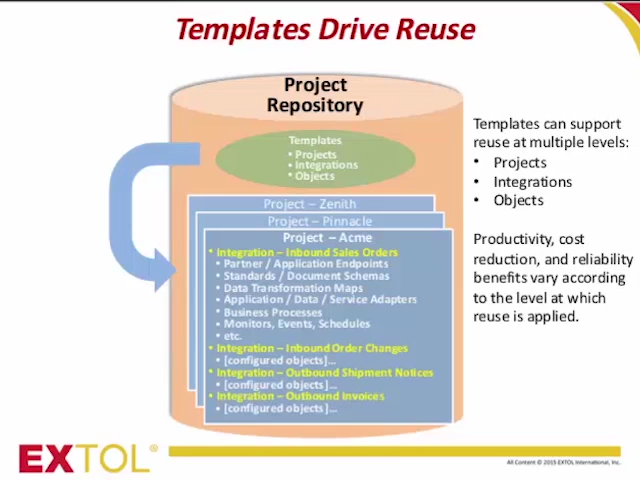 Templates Drive Reuse
Project
Repository
Templates
• Projects
• Integrations
• Objects
Project – Zenith
Project – Pinnacle
Project – Acme
• Integration – Inbound Sales Orders
• Partner / Application Endpoints
• Standards / Document Schemas
• Data Transformation Maps
• Application / Data / Service Adapters
• Business Processes
• Monitors, Events, Schedules
• etc.
• Integration – Inbound Order Changes
• [configured objects]...
• Integration – Outbound Shipment Notices
• [configured objects]...
• Integration – Outbound Invoices
• [configured objects]...
Templates can support
reuse at multiple levels:
• Projects
• Integrations
• Objects
Productivity, cost
reduction, and reliability
benefits vary according
to the level at which
reuse is applied.
EXTOL®
All Content © 2015 EXTOL International, Inc.